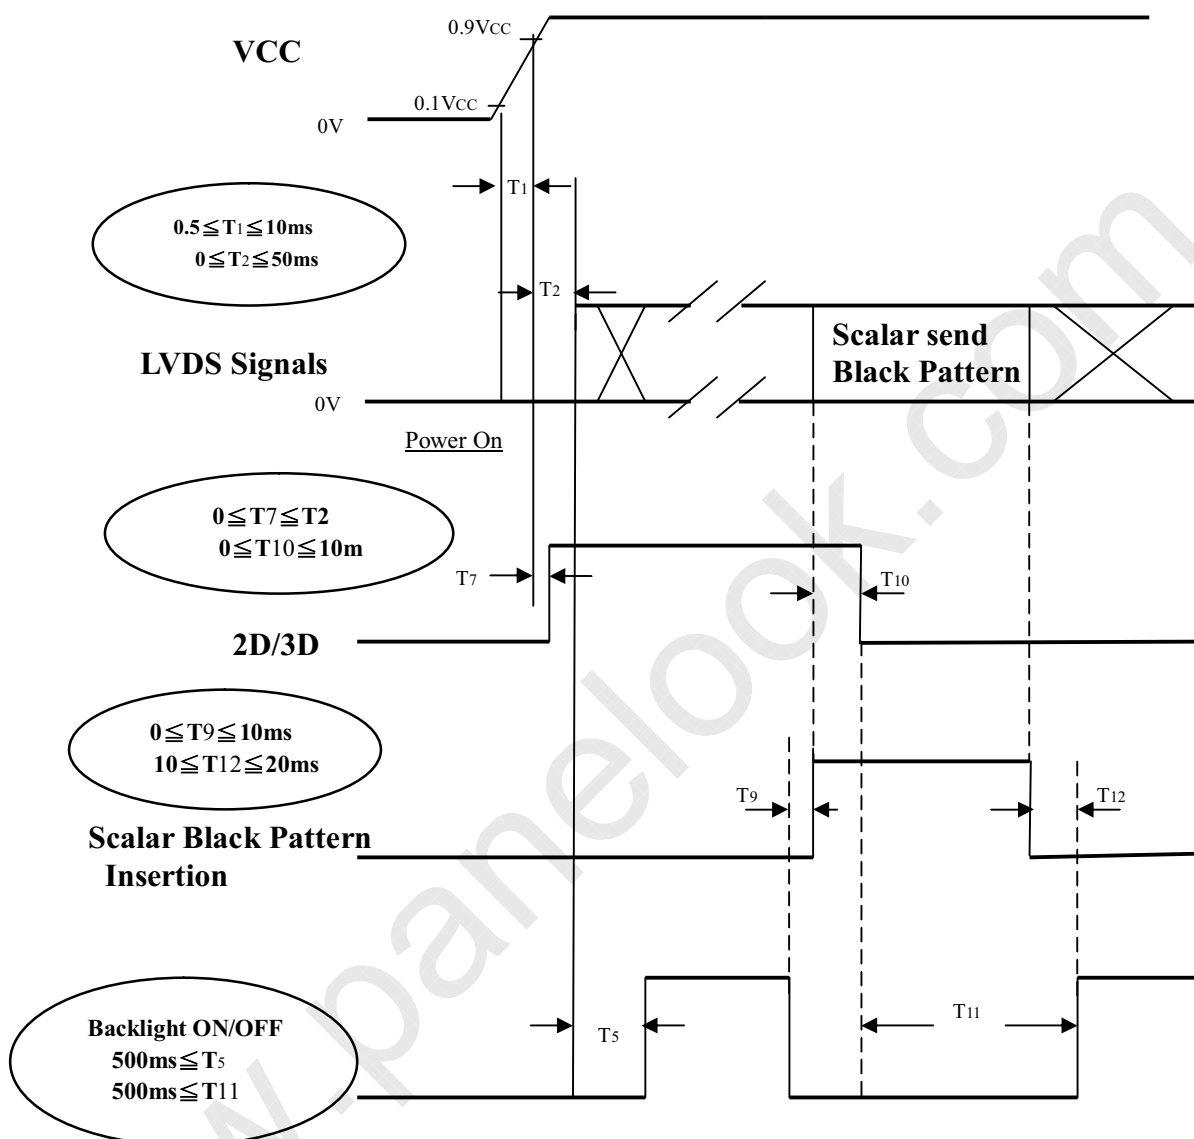 0.9VCC
VCC
0.1VCC
0V
T1
0.5≦T1≦10ms
0≦T2≦50ms
T2
Scalar send
Black Pattern
LVDS Signals
0V
Power On
0≦T7≦T2
0≦T10≦10m
T7
T10
2D/3D
0≦T9≦10ms
10≦T12≦20ms
T9
T12
Scalar Black Pattern
Insertion
Backlight ON/OFF
500ms≦T5
500ms≦T11
T5
T11
w.panelook.com